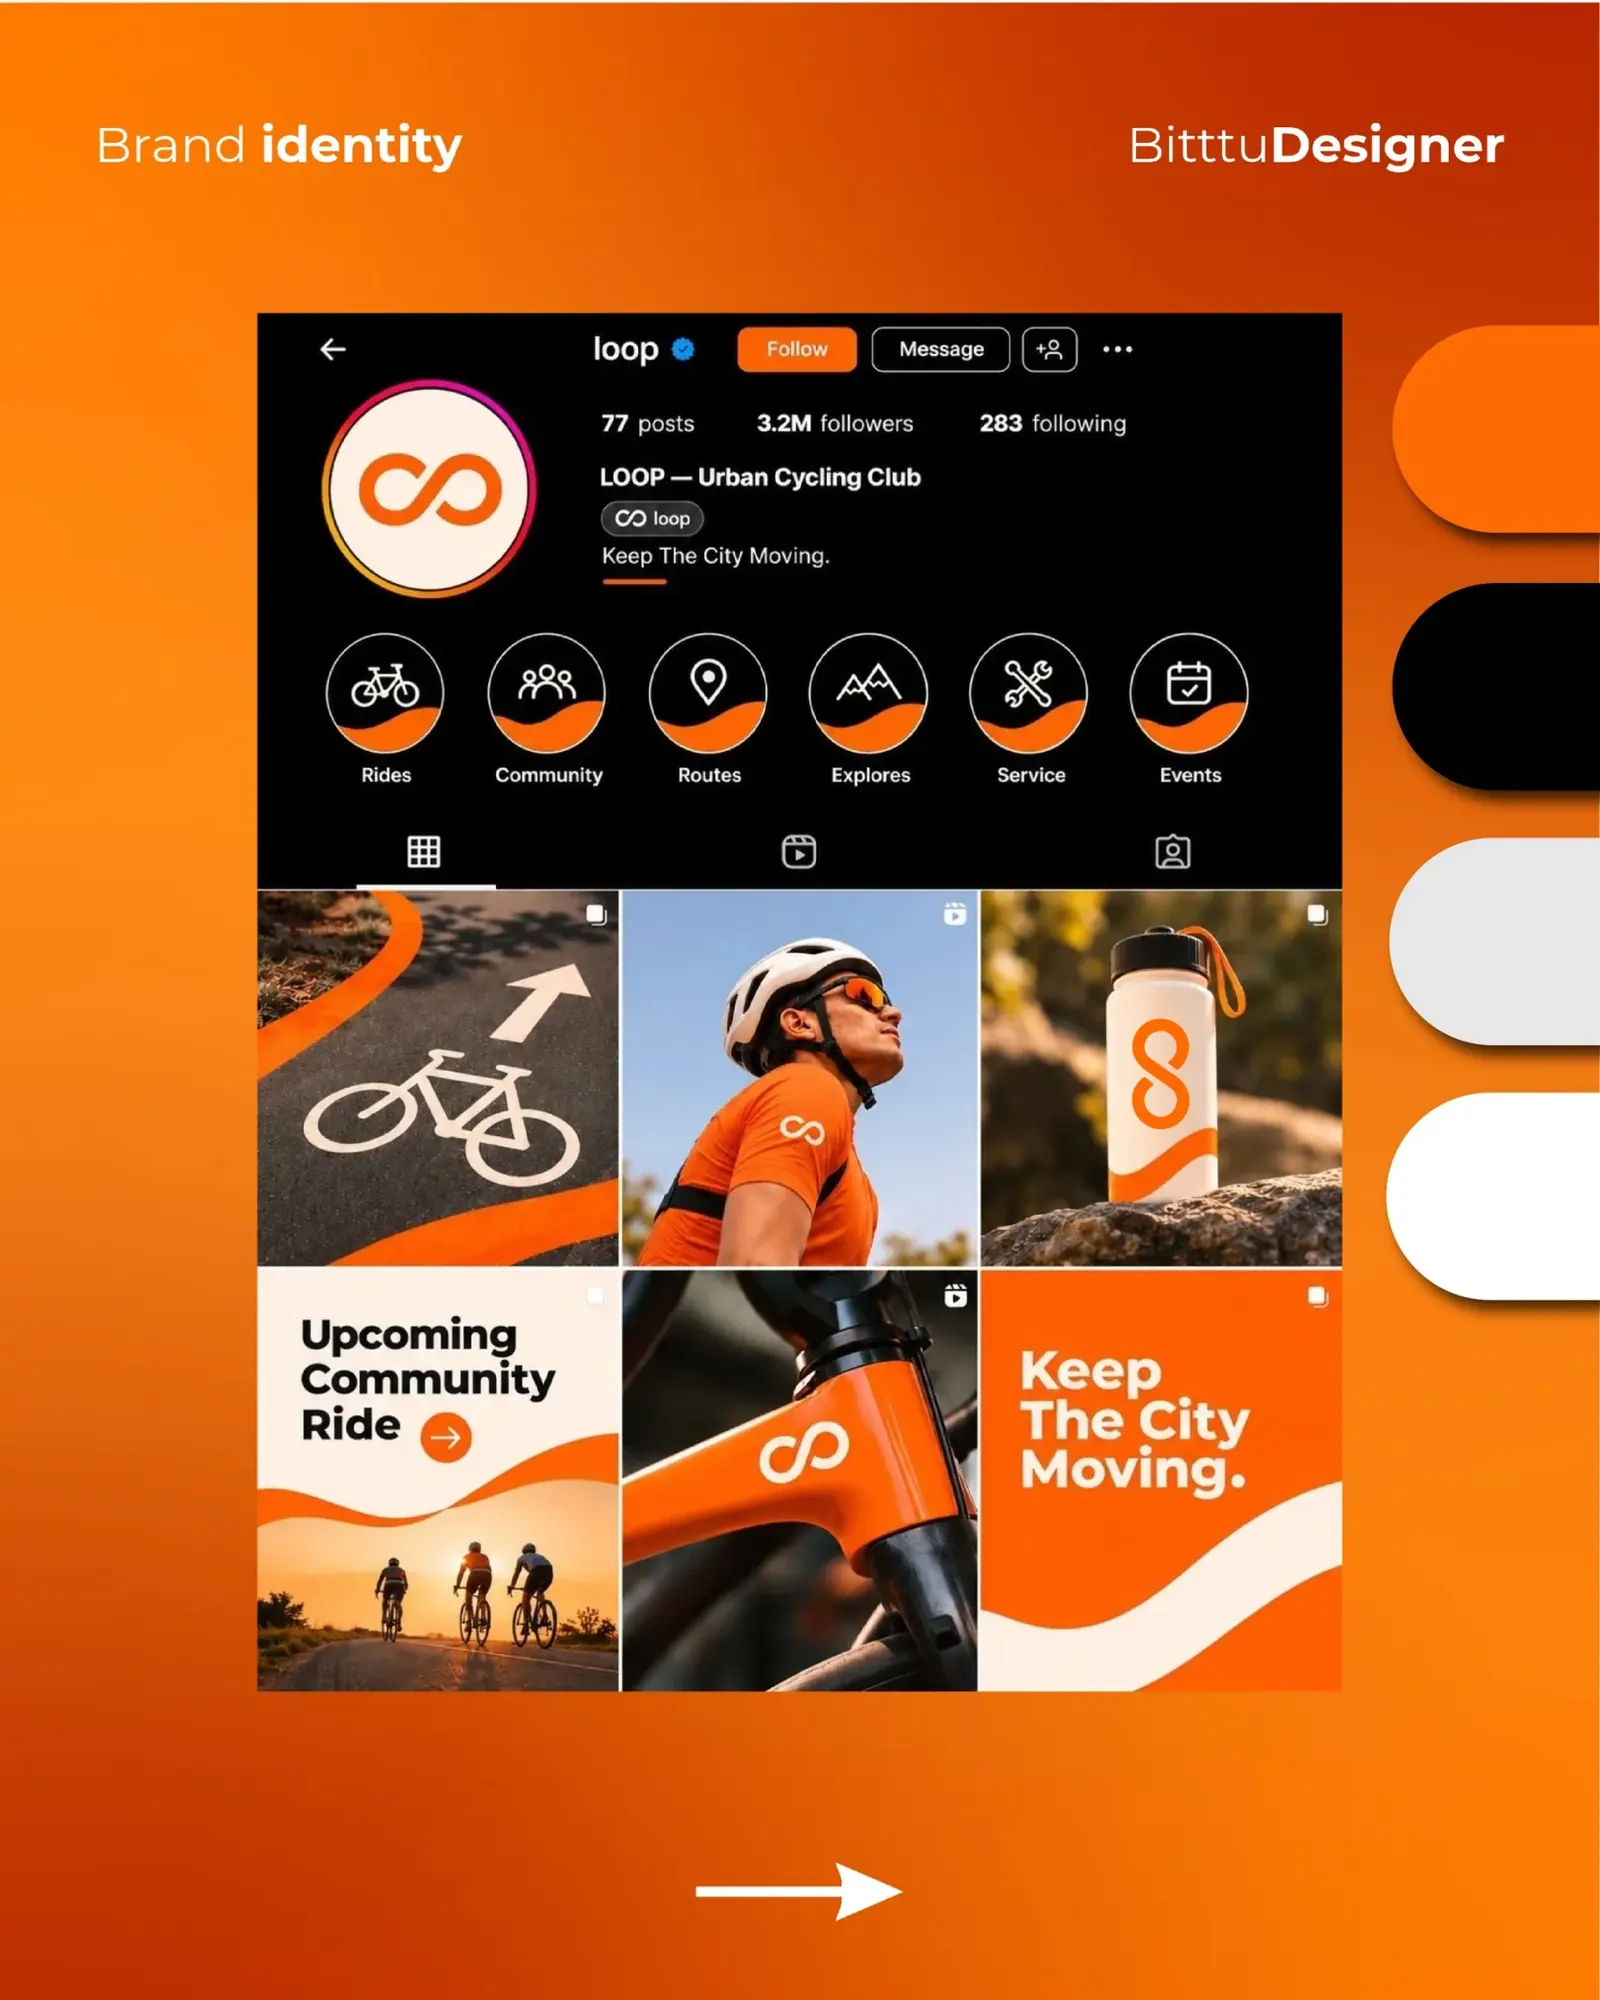 Brand identity
BitttuDesigner
loop
Follow
Message
77 posts
3.2M followers
283 following
LOOP — Urban Cycling Club
loop
Keep The City Moving.
Rides
Community
Routes
Explores
Service
Events
Upcoming
Community
Ride
Keep
The City
Moving.